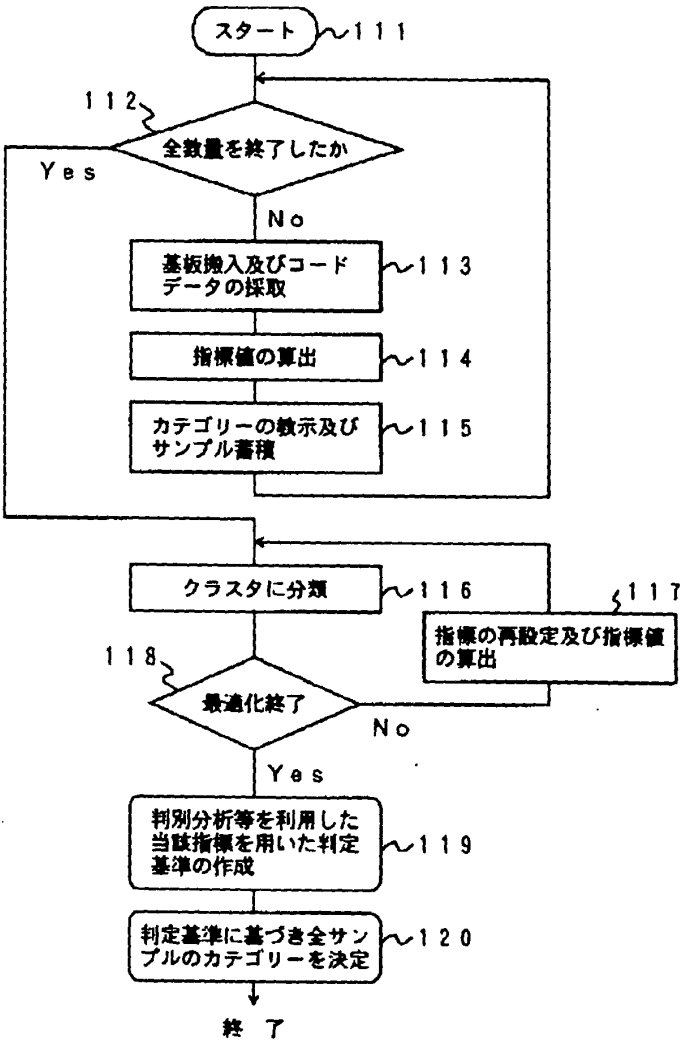 スタート
111
112
全数量を終了したか
Yes
No
基板搬入及びコード
データの採取
113
指標値の算出
114
カテゴリーの教示及び
サンプル蓄積
115
クラスタに分類
116
117
指標の再設定及び指標値
の算出
118
最適化終了
No
Yes
判別分析等を利用した
当該指標を用いた判定
基準の作成
119
判定基準に基づき全サン
プルのカテゴリーを決定
120
終了